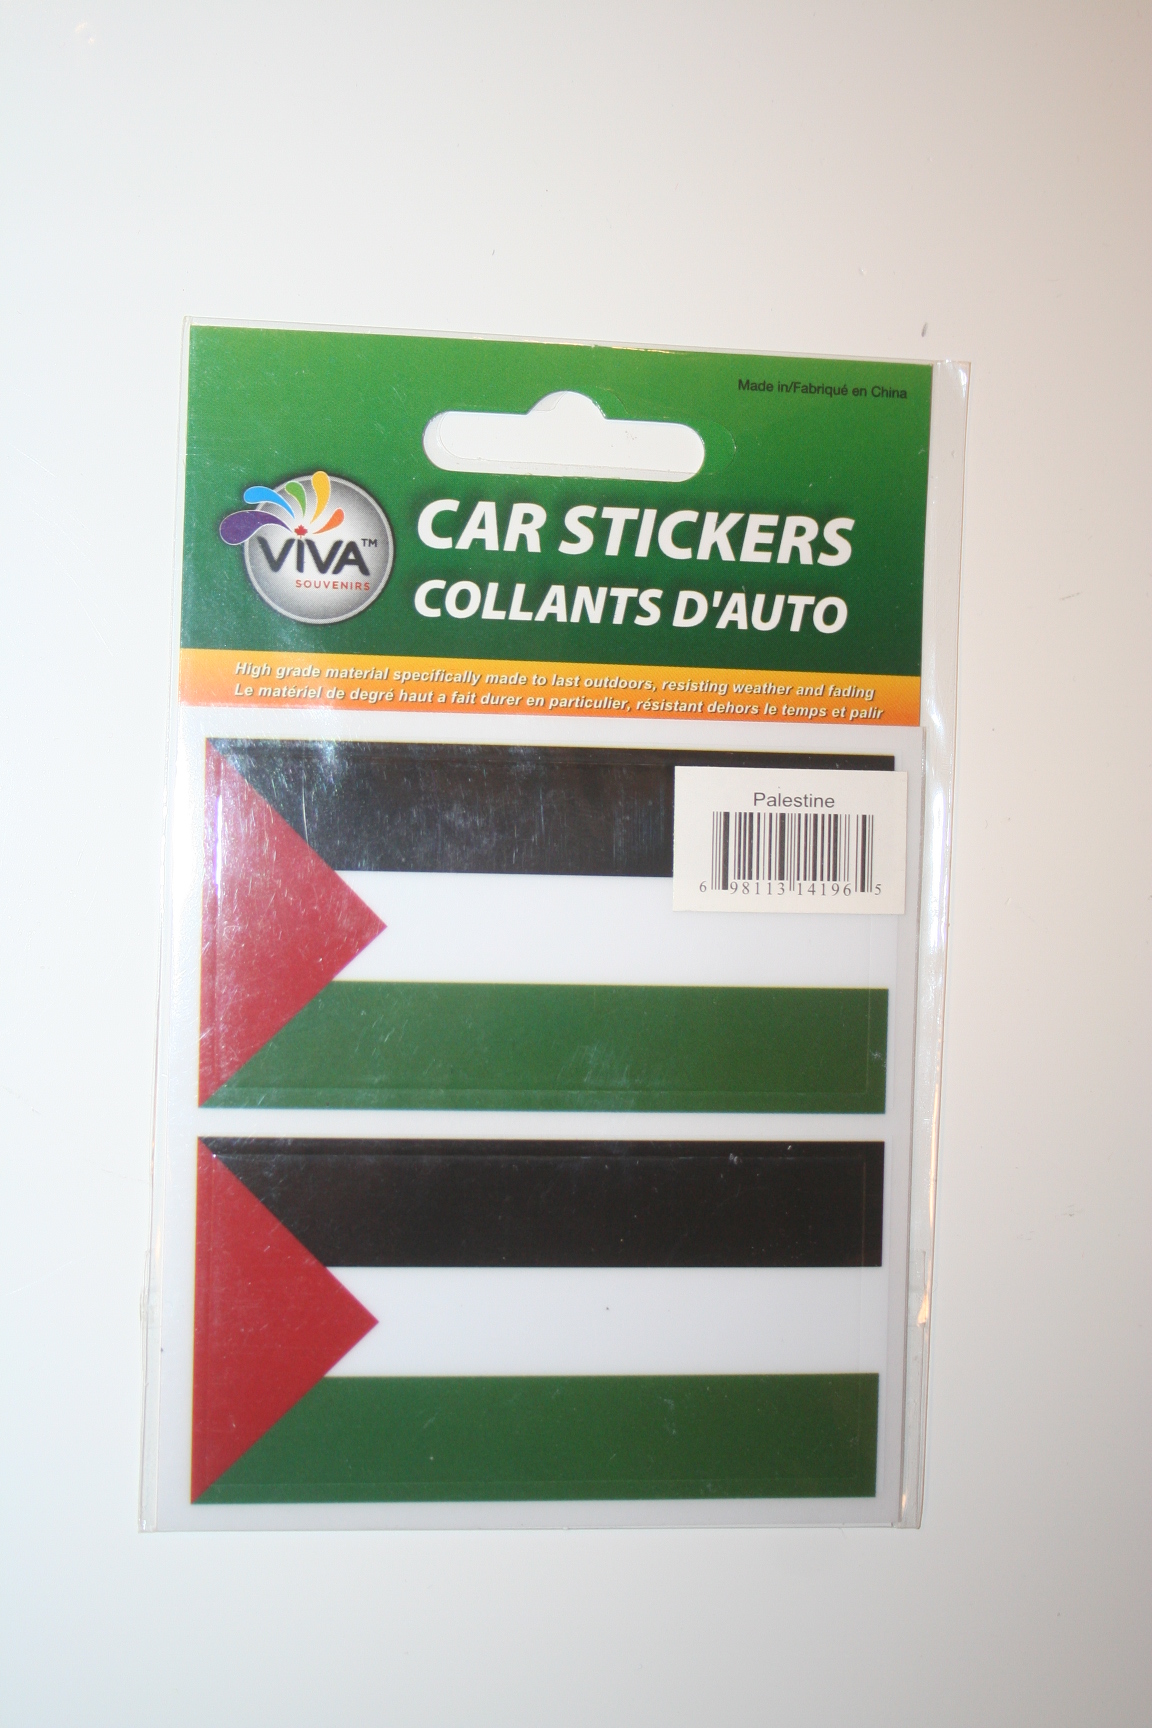 Made in/Fabriqué en China
VIVA™
SOUVENIRS
CAR STICKERS
COLLANTS D'AUTO
High grade material specifically made to last outdoors, resisting weather and fading
Le matériel de degré haut a fait durer en particulier, résistant dehors le temps et palir
Palestine
6 98113 14196 5